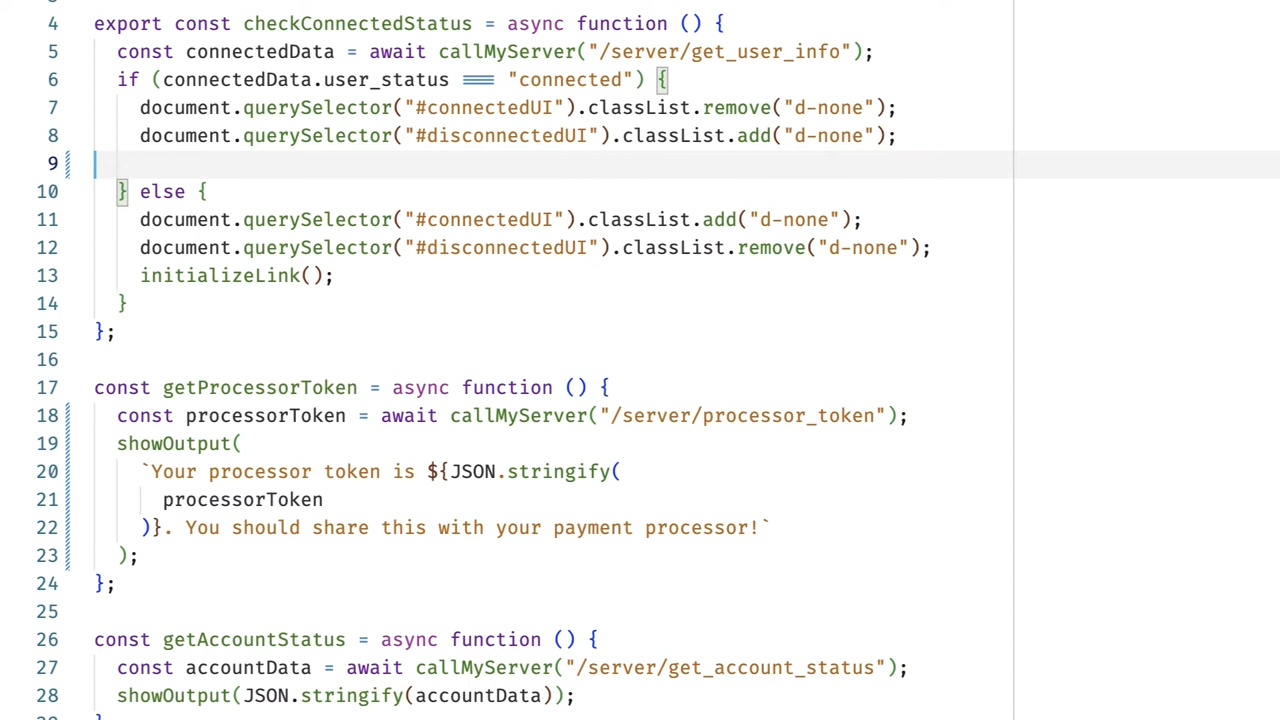 4 export const checkConnectedStatus = async function () {
5 const connectedData = await callMyServer("/server/get_user_info");
6 if (connectedData.user_status === "connected") {
7 document.querySelector("#connectedUI").classList.remove("d-none");
8 document.querySelector("#disconnectedUI").classList.add("d-none");
9
10 } else {
11 document.querySelector("#connectedUI").classList.add("d-none");
12 document.querySelector("#disconnectedUI").classList.remove("d-none");
13 initializeLink();
14 }
15 };
16
17 const getProcessorToken = async function () {
18 const processorToken = await callMyServer("/server/processor_token");
19 showOutput(
20 `Your processor token is ${JSON.stringify(
21 processorToken
22 )}. You should share this with your payment processor!`
23 );
24 };
25
26 const getAccountStatus = async function () {
27 const accountData = await callMyServer("/server/get_account_status");
28 showOutput(JSON.stringify(accountData));